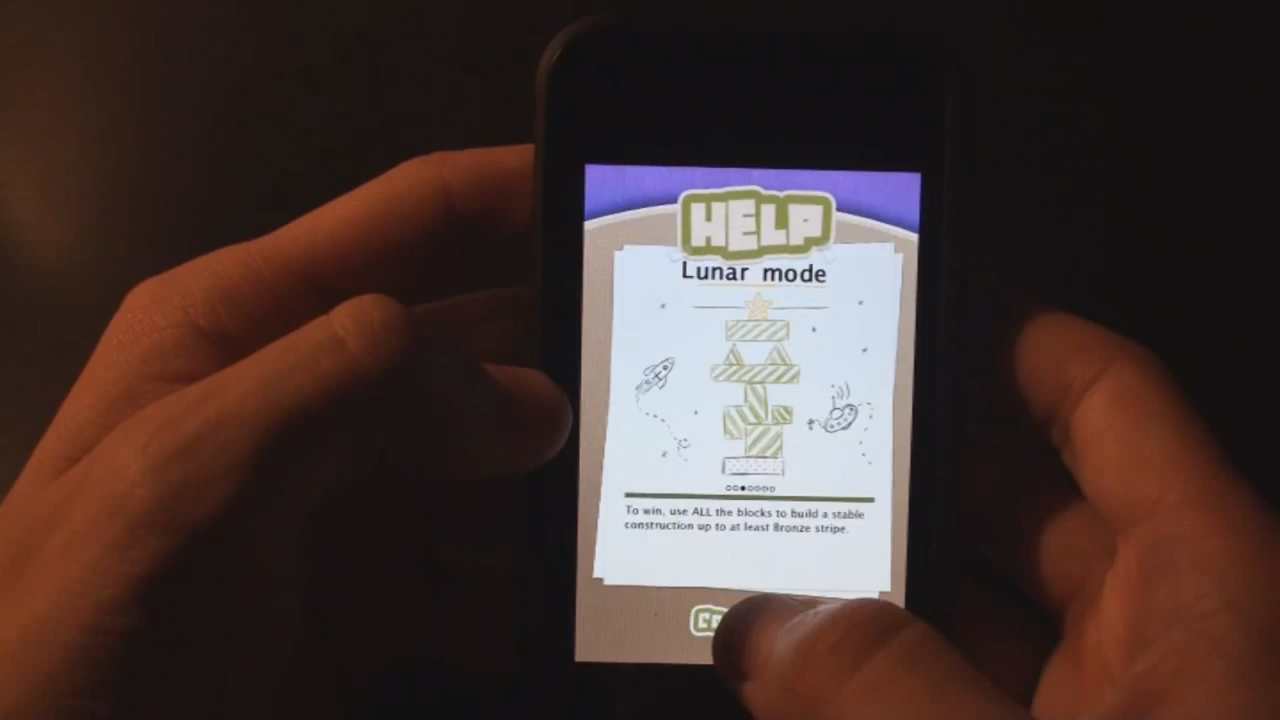 HELP
Lunar mode
To win, use ALL the blocks to build a stable
construction up to at least Bronze stripe.